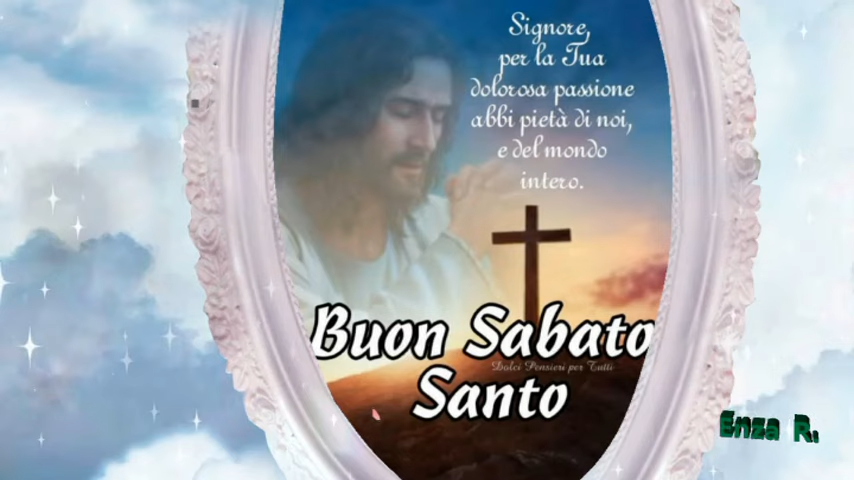 Signore,
per la Tua
dolorosa passione
abbi pietà di noi,
e del mondo
intero.
Buon Sabato
Dolci Pensieri per Tutti
Santo
Enza R.